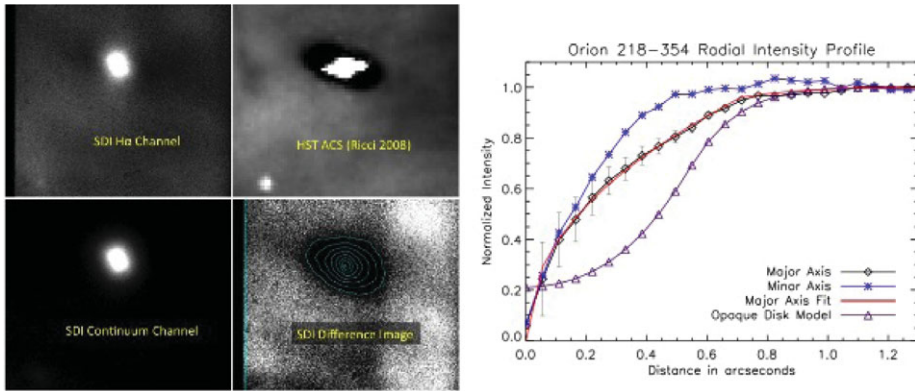 SDI Hα Channel
HST ACS (Ricci 2008)
SDI Continuum Channel
SDI Difference Image
Orion 218-354 Radial Intensity Profile
Normalized Intensity
1.0
0.8
0.6
0.4
0.2
0.0
Major Axis
Minor Axis
Major Axis Fit
Opaque Disk Model
0.0 0.2 0.4 0.6 0.8 1.0 1.2
Distance in arcseconds